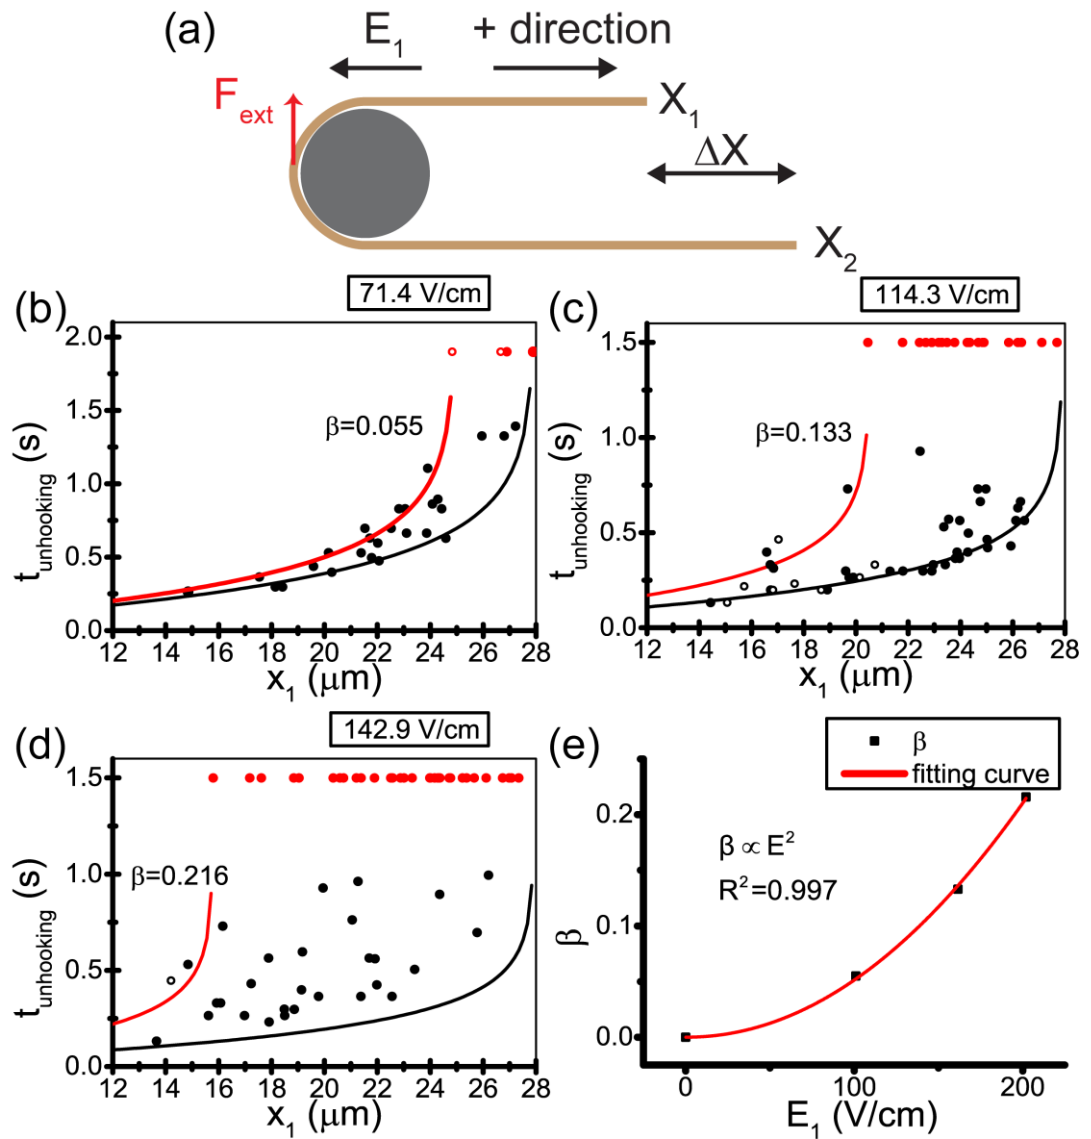 (a)
E₁
+ direction
F_ext
X₁
ΔX
X₂
(b)
71.4 V/cm
2.0
1.5
1.0
0.5
0.0
β=0.055
t_unhooking (s)
12 14 16 18 20 22 24 26 28
x₁ (μm)
(c)
114.3 V/cm
1.5
1.0
0.5
0.0
β=0.133
t_unhooking (s)
12 14 16 18 20 22 24 26 28
x₁ (μm)
(d)
142.9 V/cm
1.5
1.0
0.5
0.0
β=0.216
t_unhooking (s)
12 14 16 18 20 22 24 26 28
x₁ (μm)
(e)
β
fitting curve
0.2
0.1
0.0
β ∝ E²
R²=0.997
β
0 100 200
E₁ (V/cm)